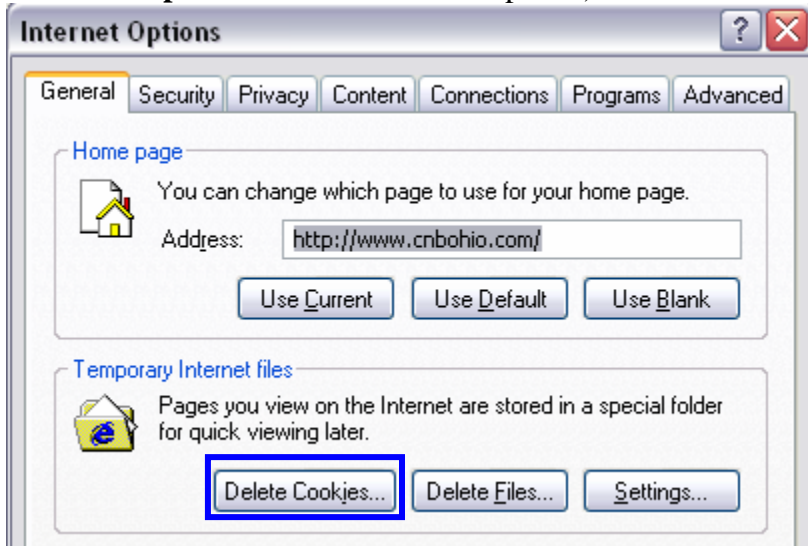 Internet Options
General Security Privacy Content Connections Programs Advanced
Home page
You can change which page to use for your home page.
Address: http://www.cnbohio.com/
Use Current Use Default Use Blank
Temporary Internet files
Pages you view on the Internet are stored in a special folder
for quick viewing later.
Delete Cookies... Delete Files... Settings...